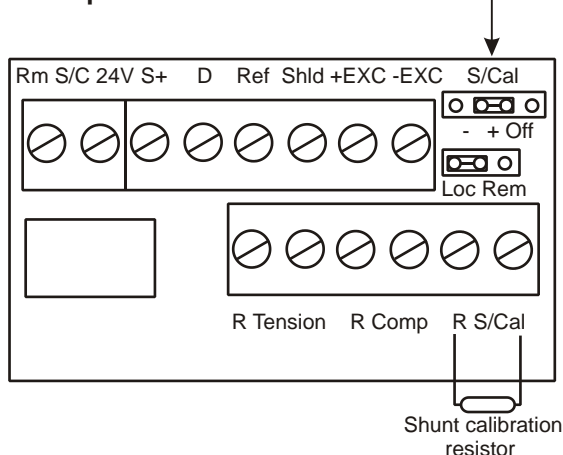 Rm S/C 24V S+ D Ref Shld +EXC -EXC S/Cal
- + Off
Loc Rem
R Tension R Comp R S/Cal
Shunt calibration
resistor